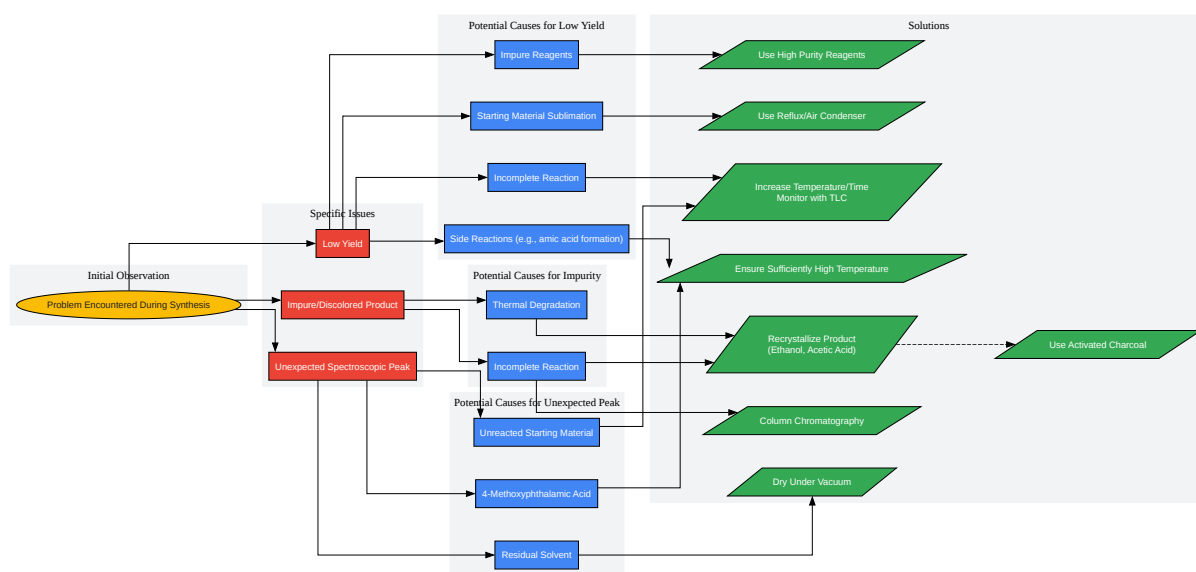 Potential Causes for Low Yield
Solutions
Impure Reagents
Use High Purity Reagents
Starting Material Sublimation
Use Reflux/Air Condenser
Incomplete Reaction
Increase Temperature/Time
Monitor with TLC
Specific Issues
Low Yield
Side Reactions (e.g., amic acid formation)
Ensure Sufficiently High Temperature
Initial Observation
Potential Causes for Impurity
Problem Encountered During Synthesis
Impure/Discolored Product
Thermal Degradation
Recrystallize Product
(Ethanol, Acetic Acid)
Use Activated Charcoal
Unexpected Spectroscopic Peak
Incomplete Reaction
Potential Causes for Unexpected Peak
Column Chromatography
Unreacted Starting Material
Dry Under Vacuum
4-Methoxyphthalamic Acid
Residual Solvent